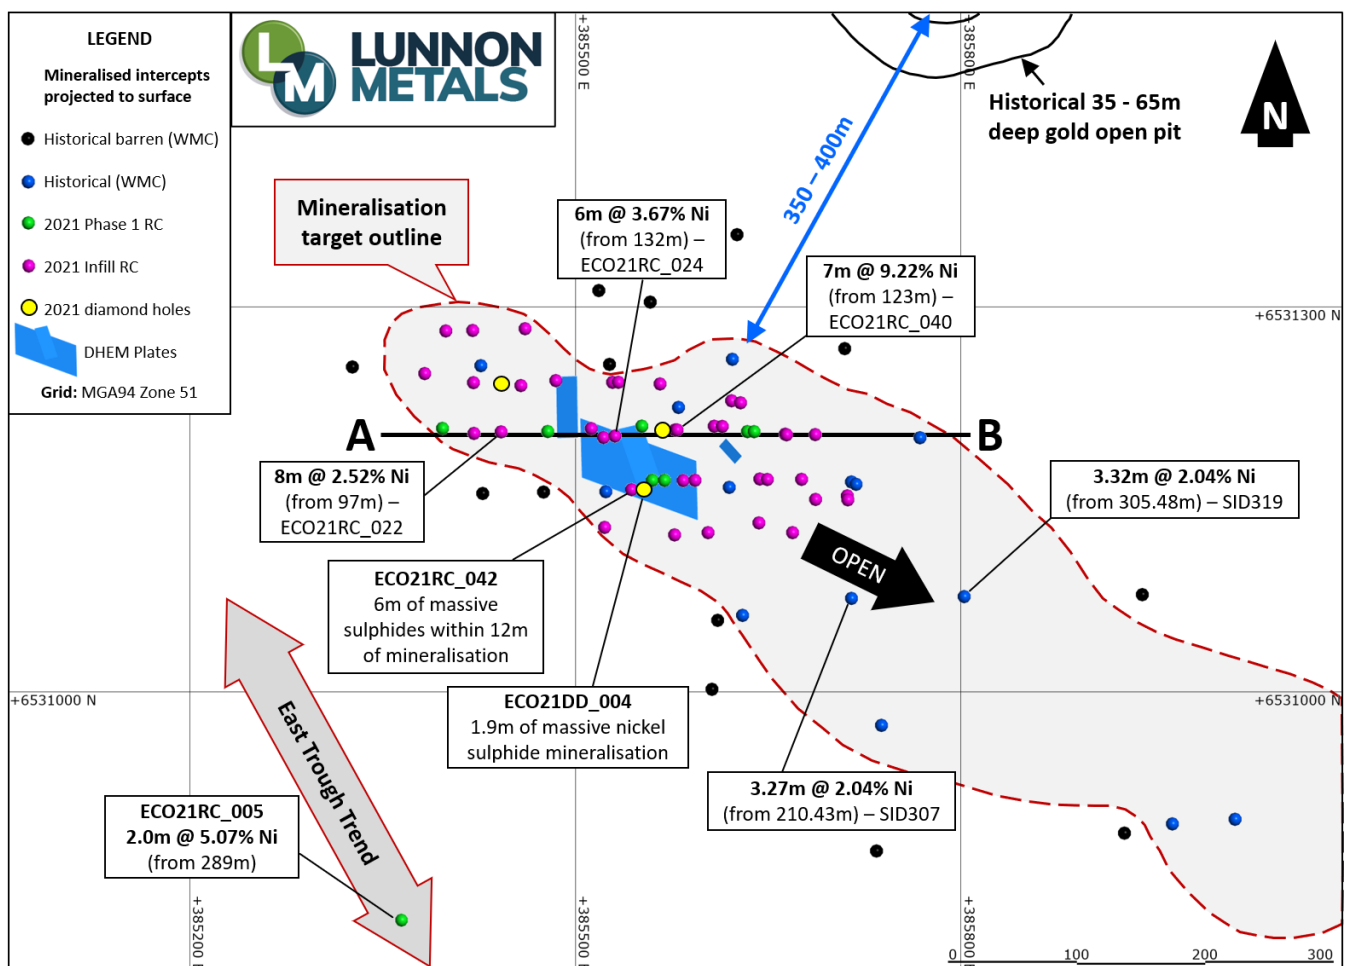 LEGEND
Mineralised intercepts
projected to surface
Historical barren (WMC)
Historical (WMC)
2021 Phase 1 RC
2021 Infill RC
2021 diamond holes
DHEM Plates
Grid: MGA94 Zone 51
LM
LUNNON
METALS
+385500 E
+385800 E
Historical 35 - 65m
deep gold open pit
N
350 – 400m
Mineralisation
target outline
6m @ 3.67% Ni
(from 132m) –
ECO21RC_024
7m @ 9.22% Ni
(from 123m) –
ECO21RC_040
+6531300 N
A
B
8m @ 2.52% Ni
(from 97m) –
ECO21RC_022
3.32m @ 2.04% Ni
(from 305.48m) – SID319
OPEN
ECO21RC_042
6m of massive
sulphides within 12m
of mineralisation
+6531000 N
+6531000 N
ECO21DD_004
1.9m of massive nickel
sulphide mineralisation
East Trough Trend
3.27m @ 2.04% Ni
(from 210.43m) – SID307
ECO21RC_005
2.0m @ 5.07% Ni
(from 289m)
+385200 E
+385500 E
+385800 E
0 100 200 300